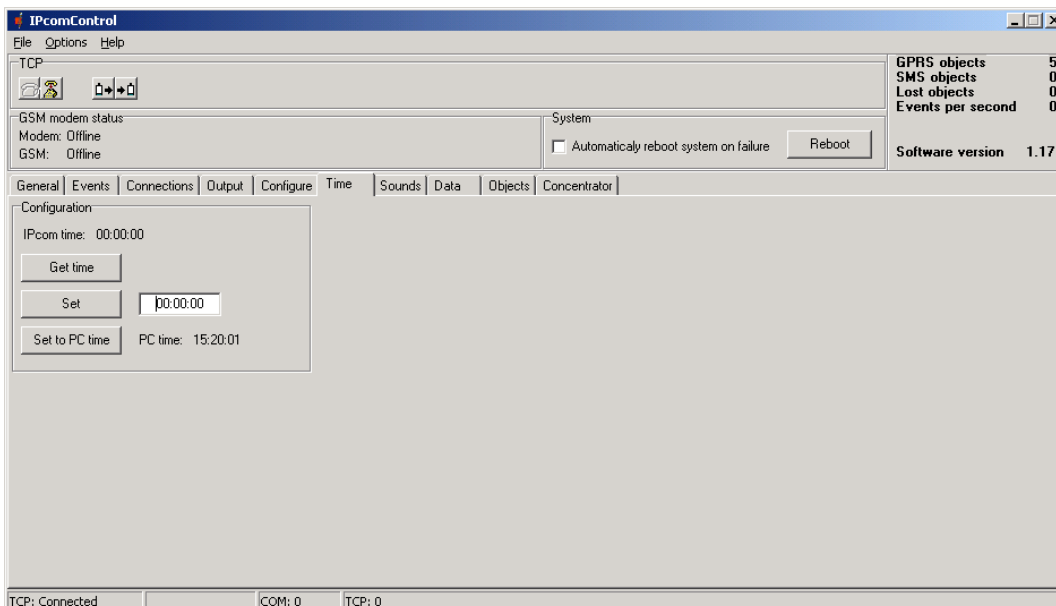 IPcomControl
File Options Help
TCP
GPRS objects 5
SMS objects 0
Lost objects 0
Events per second 0
Software version 1.17
GSM modem status
Modem: Offline
GSM: Offline
System
Automaticaly reboot system on failure
Reboot
General Events Connections Output Configure Time Sounds Data Objects Concentrator
Configuration
IPcom time: 00:00:00
Get time
Set 00:00:00
Set to PC time PC time: 15:20:01
TCP: Connected COM: 0 TCP: 0